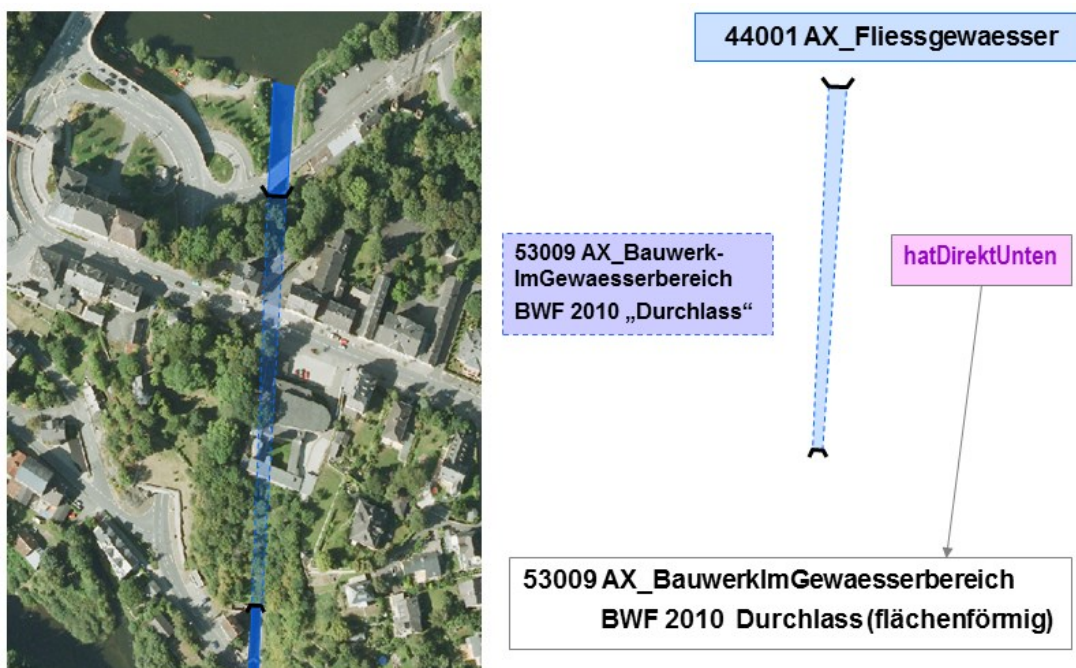 44001 AX_Fliessgewaesser
53009 AX_Bauwerk-
ImGewaesserbereich
BWF 2010 „Durchlass“
hatDirektUnten
53009 AX_BauwerkImGewaesserbereich
BWF 2010 Durchlass (flächenförmig)